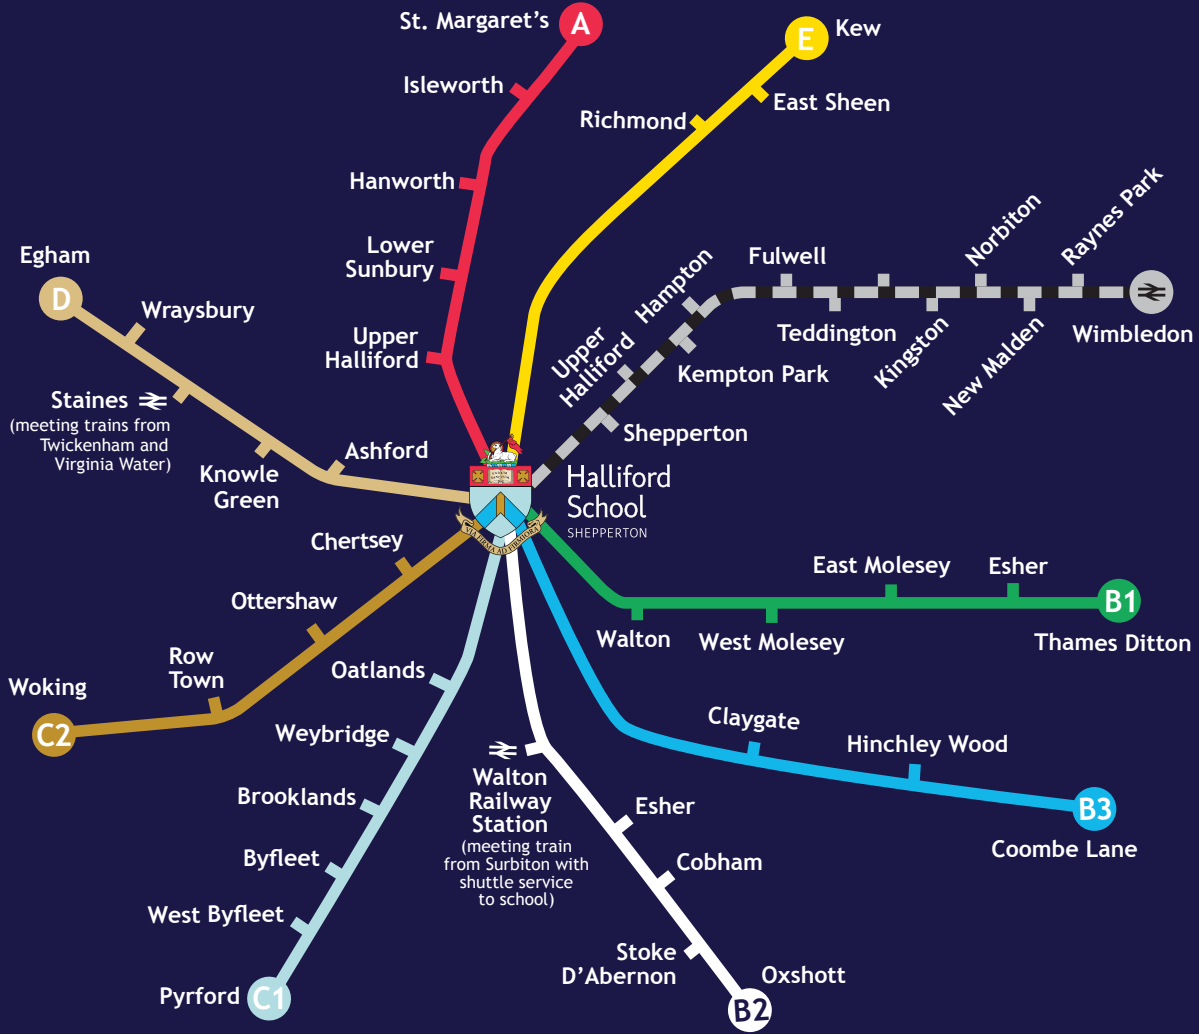 St. Margaret's
A
Isleworth
Hanworth
Lower
Sunbury
Upper
Halliford
E
Kew
East Sheen
Richmond
Egham
D
Wraysbury
Staines
(meeting trains from
Twickenham and
Virginia Water)
Knowle
Green
Ashford
Norbiton
Raynes Park
Fulwell
Hampton
Teddington
Kingston
New Malden
Wimbledon
Upper
Halliford
Kempton Park
Shepperton
Halliford
School
SHEPPERTON
VIA PRIMA AD FIRMIORA
Chertsey
Ottershaw
Row
Town
Woking
C2
Oatlands
Weybridge
Brooklands
Byfleet
West Byfleet
Pyrford
C1
East Molesey
Esher
B1
Walton
West Molesey
Thames Ditton
Claygate
Hinchley Wood
B3
Coombe Lane
Walton
Railway
Station
(meeting train
from Surbiton with
shuttle service
to school)
Esher
Cobham
Stoke
D'Abernon
Oxshott
B2